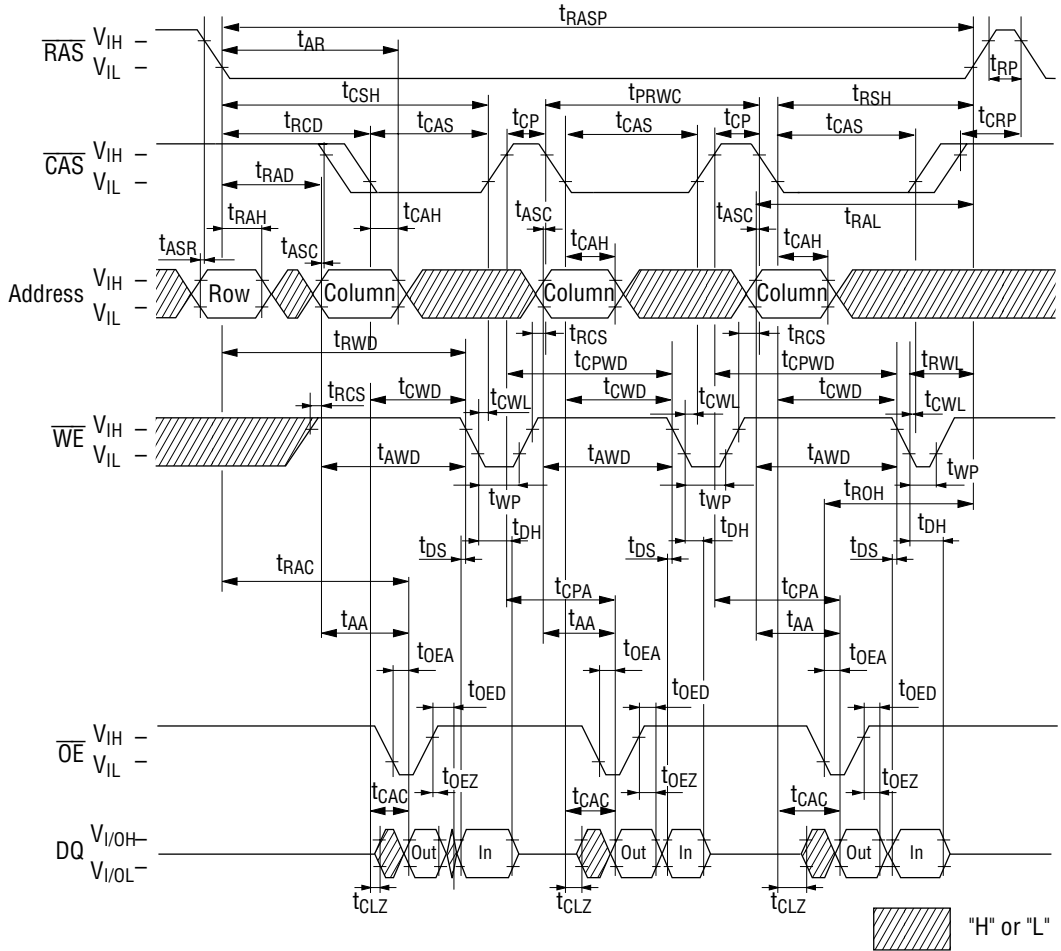 tRASP
tAR
RAS VIH
VIL
tRP
tCSH
tPRWC
tRSH
tRCD
tCAS
tCP
tCAS
tCP
tCAS
tCRP
CAS VIH
VIL
tRAD
tRAH
tCAH
tASC
tASC
tRAL
tASR
tASC
tCAH
tCAH
Address VIH
VIL
Row
Column
Column
Column
tRWD
tRCS
tRCS
tCPWD
tCPWD
tRWL
tRCS
tCWD
tCWL
tCWD
tCWL
tCWD
tCWL
WE VIH
VIL
tAWD
tAWD
tAWD
tWP
tWP
tROH
tWP
tDS
tDH
tDS
tDH
tDS
tDH
tRAC
tCPA
tCPA
tAA
tAA
tAA
tOEA
tOEA
tOEA
tOED
tOED
tOED
OE VIH
VIL
tOEZ
tOEZ
tOEZ
tCAC
tCAC
tCAC
DQ VI/OH
VI/OL
Out
In
Out
In
Out
In
tCLZ
tCLZ
tCLZ
"H" or "L"